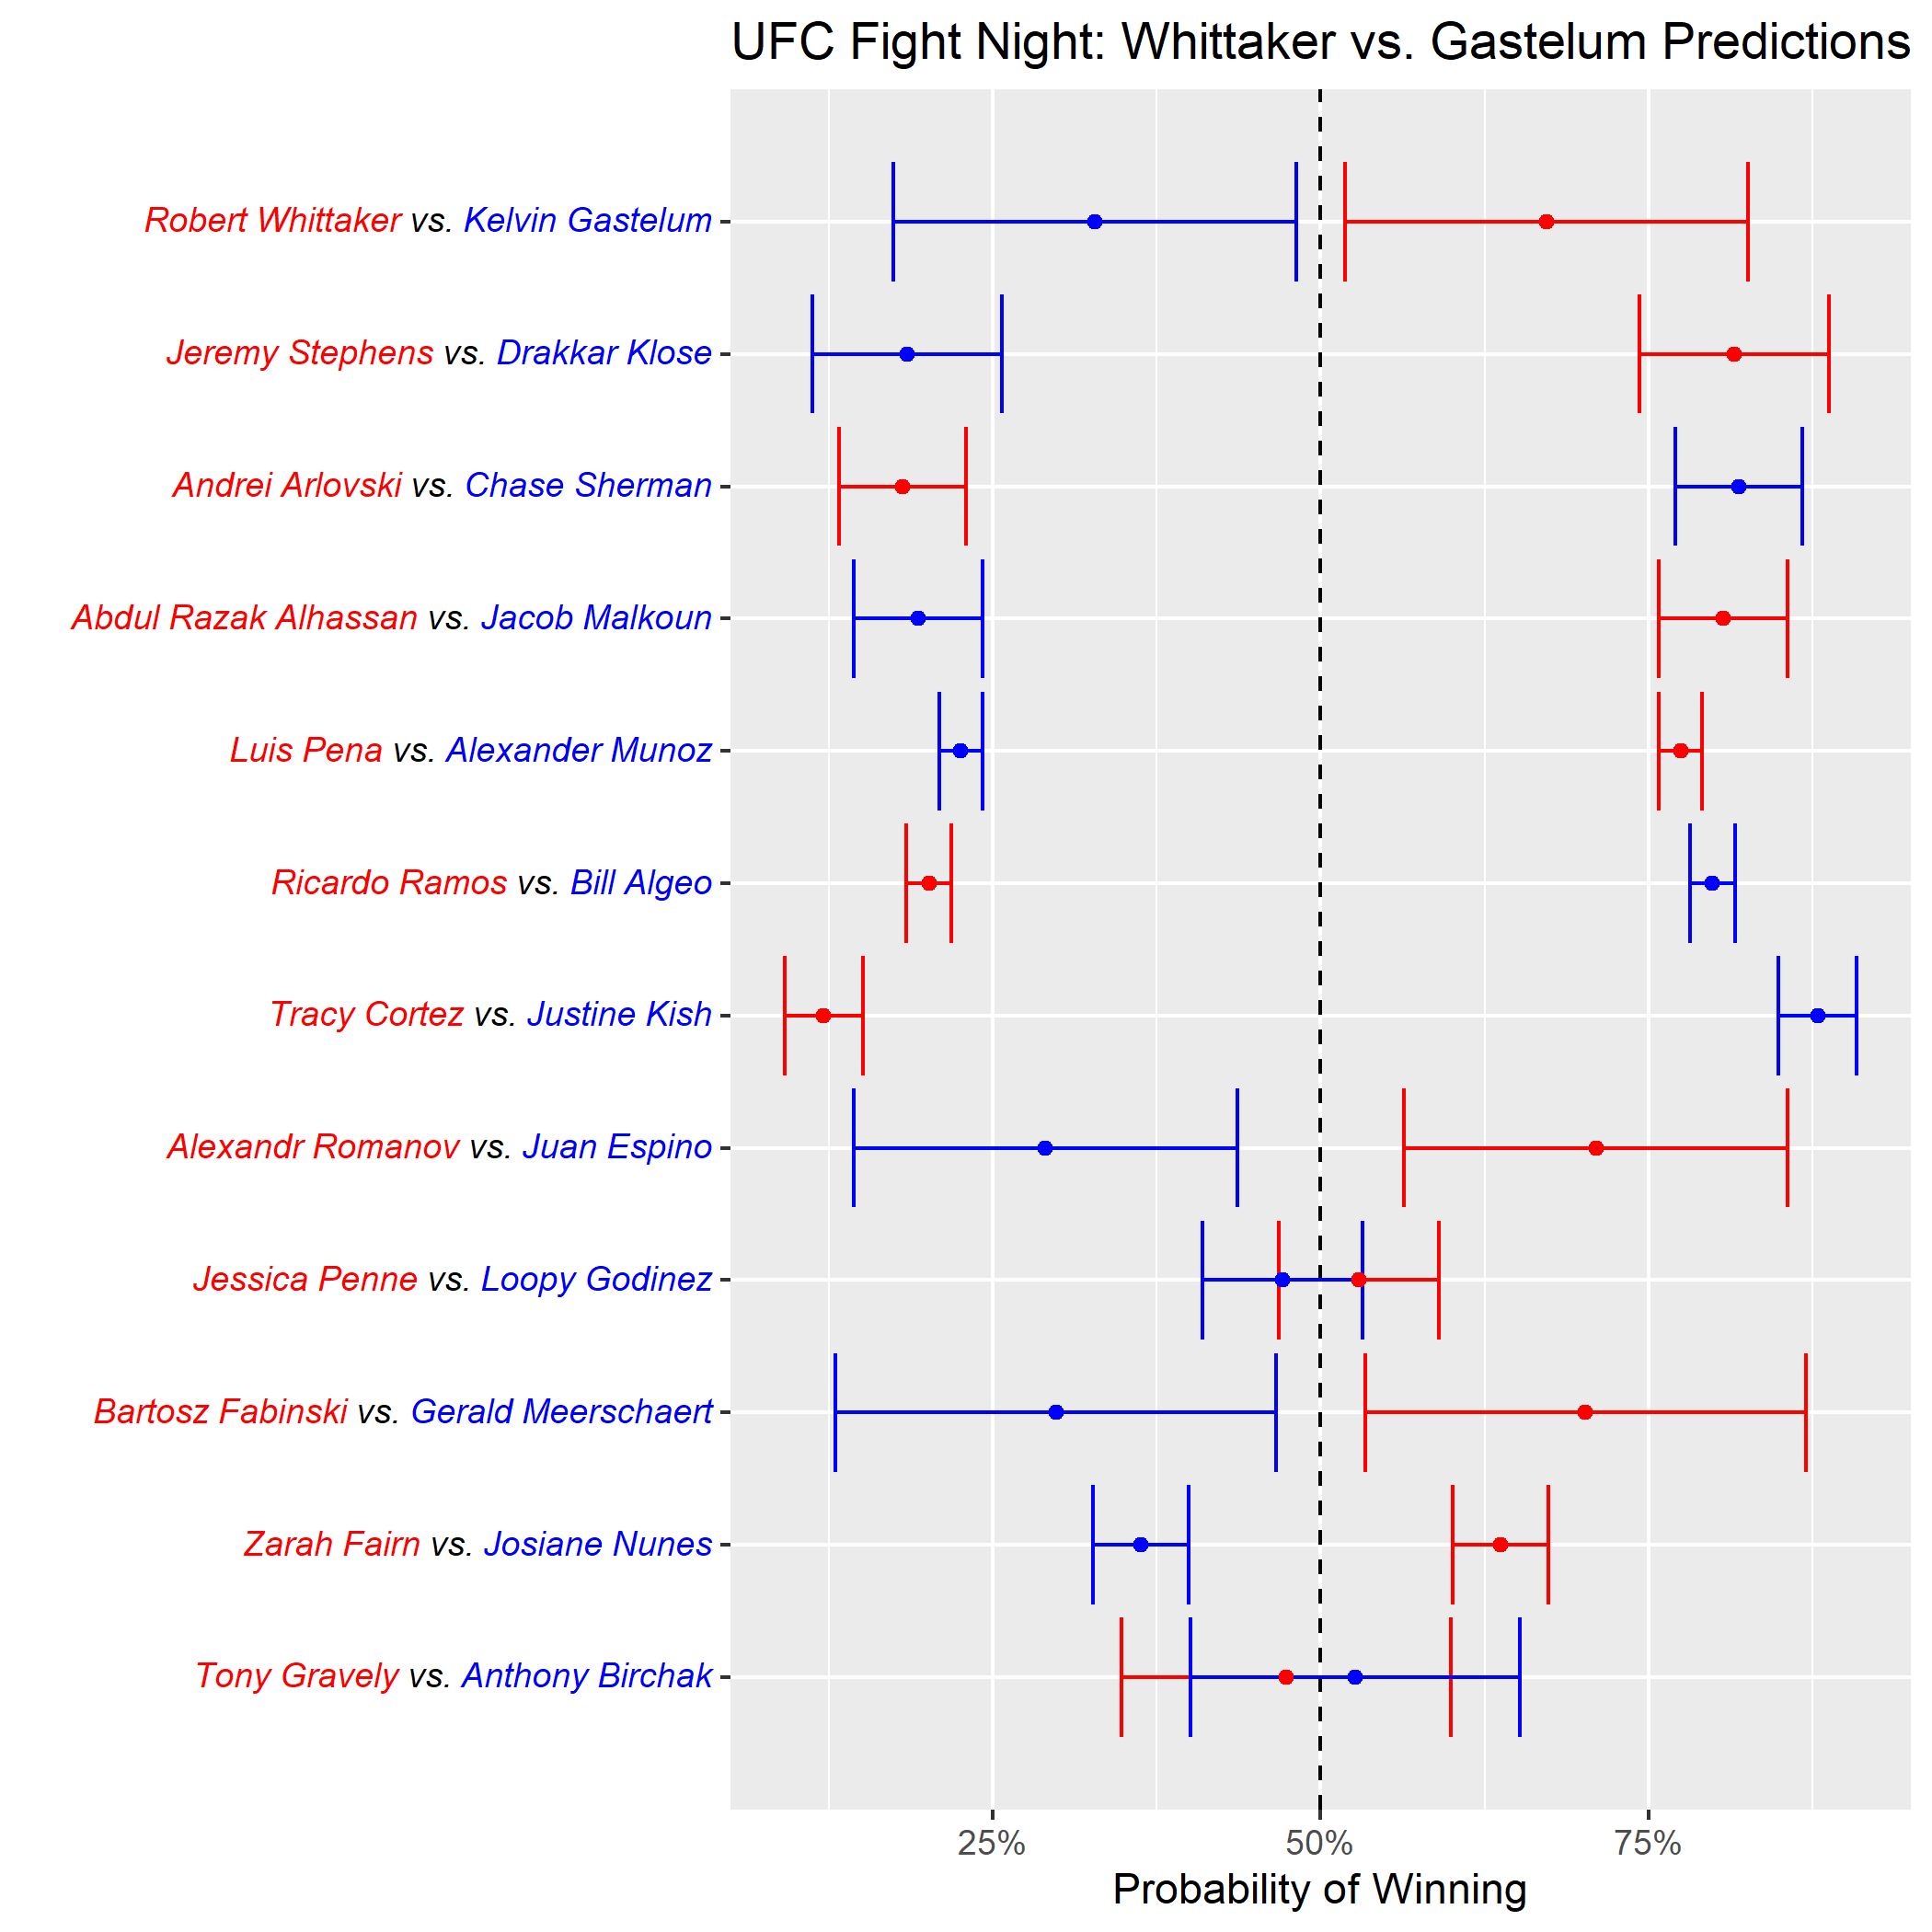 UFC Fight Night: Whittaker vs. Gastelum Predictions
Robert Whittaker vs. Kelvin Gastelum
Jeremy Stephens vs. Drakkar Klose
Andrei Arlovski vs. Chase Sherman
Abdul Razak Alhassan vs. Jacob Malkoun
Luis Pena vs. Alexander Munoz
Ricardo Ramos vs. Bill Algeo
Tracy Cortez vs. Justine Kish
Alexandr Romanov vs. Juan Espino
Jessica Penne vs. Loopy Godinez
Bartosz Fabinski vs. Gerald Meerschaert
Zarah Fairn vs. Josiane Nunes
Tony Gravely vs. Anthony Birchak
25% 50% 75%
Probability of Winning